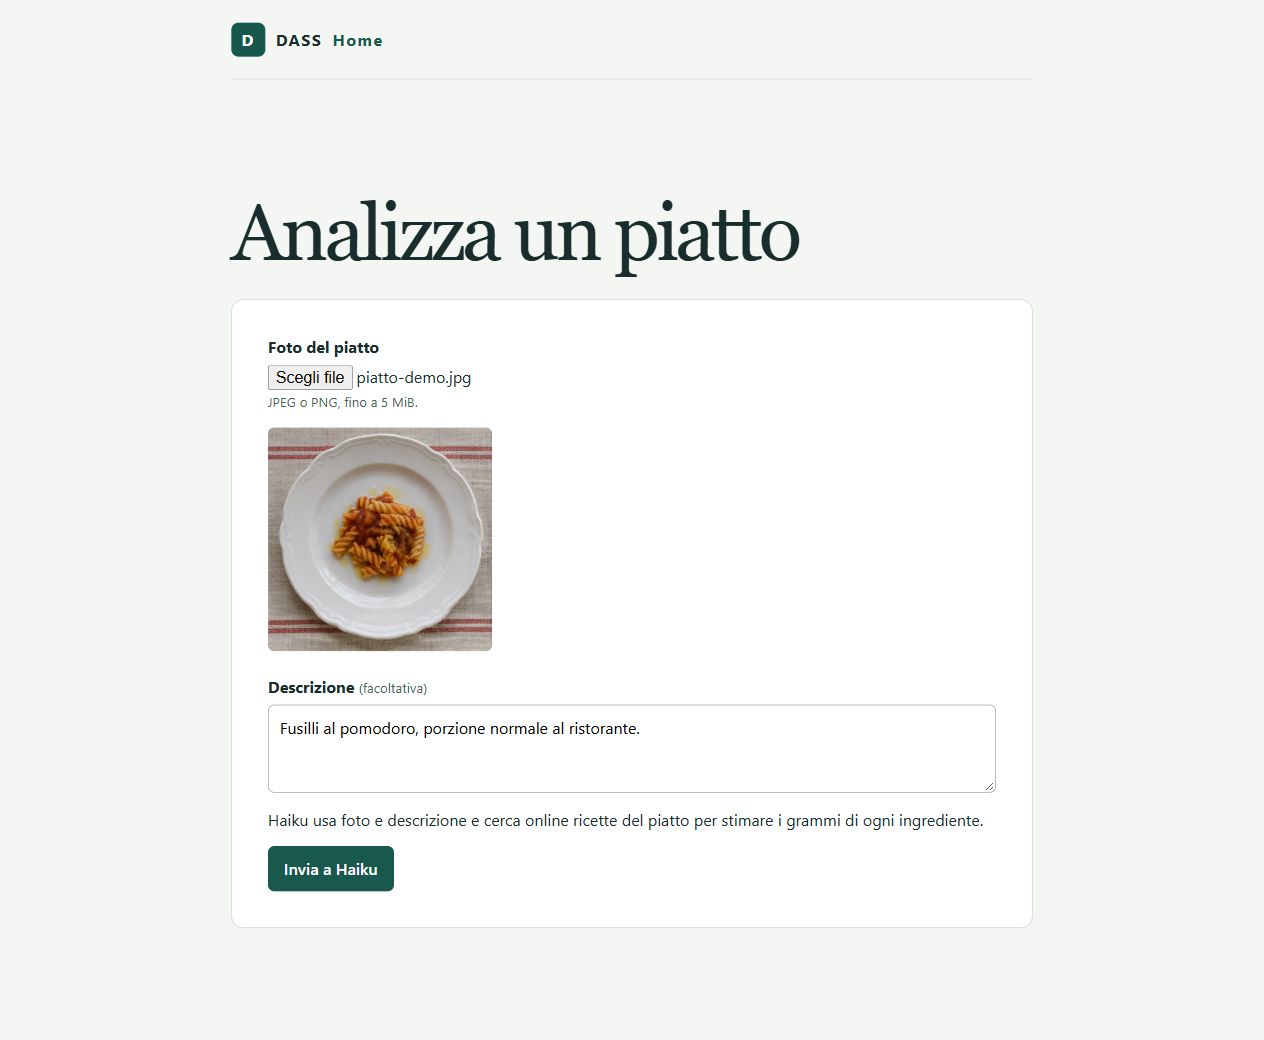 D DASS Home
Analizza un piatto
Foto del piatto
Scegli file piatto-demo.jpg
JPEG o PNG, fino a 5 MiB.
Descrizione (facoltativa)
Fusilli al pomodoro, porzione normale al ristorante.
Haiku usa foto e descrizione e cerca online ricette del piatto per stimare i grammi di ogni ingrediente.
Invia a Haiku